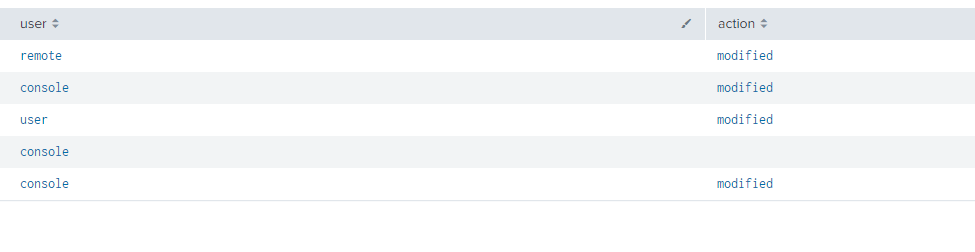 user action
remote modified
console modified
user modified
console
console modified